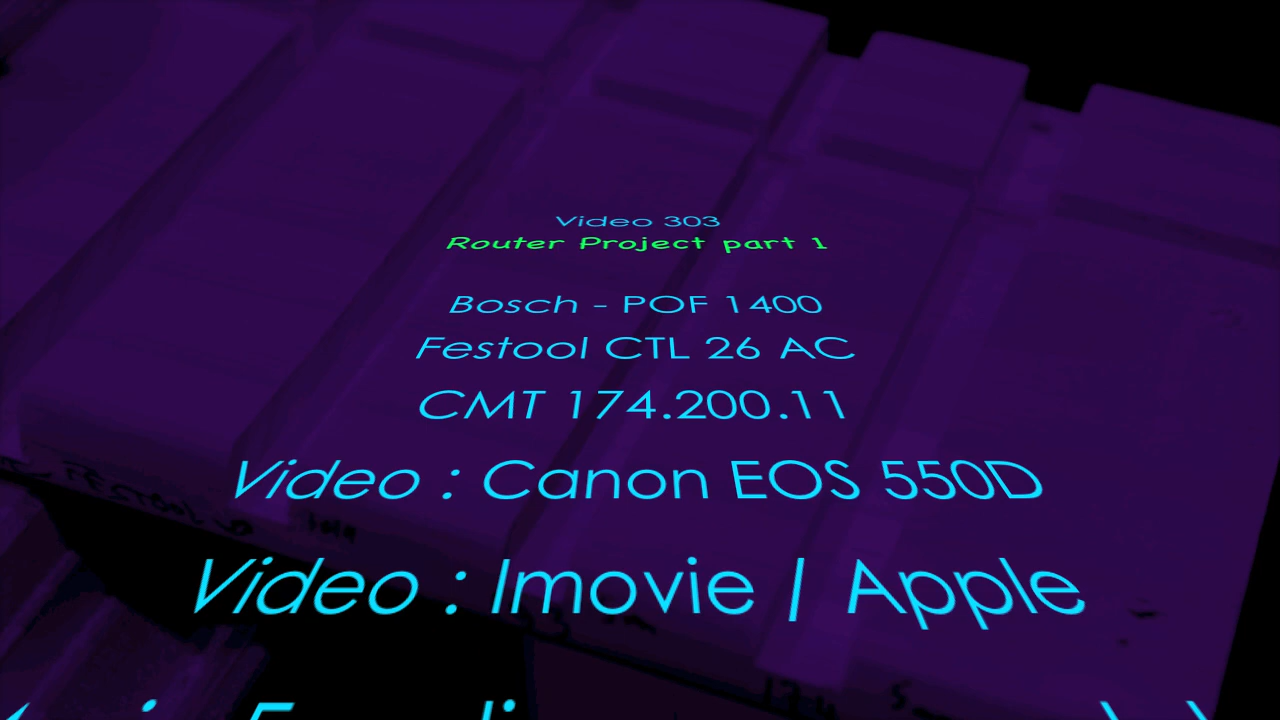 Video 303
Router Project part 1
Bosch - POF 1400
Festool CTL 26 AC
CMT 174.200.11
Video : Canon EOS 550D
Video : Imovie | Apple